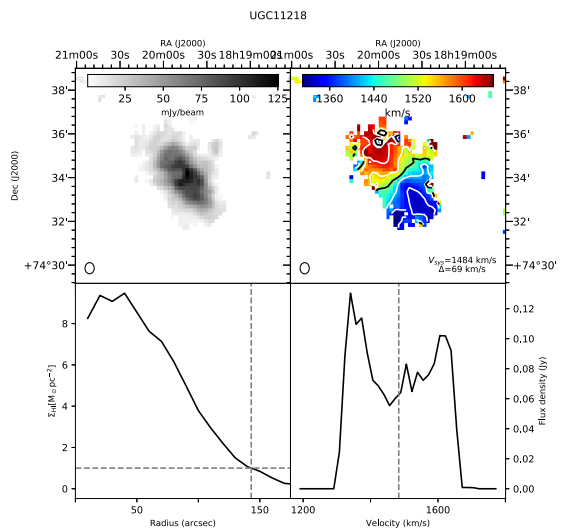 UGC11218
RA (J2000)
RA (J2000)
21m00s 30s 20m00s 30s 18h19m00s
21m00s 30s 20m00s 30s 18h19m00s
38' 38'
25 50 75 100 125
1360 1440 1520 1600
mJy/beam
km/s
36' 36'
Dec (J2000)
34' 34'
32' 32'
Vsys=1484 km/s
Δ=69 km/s
+74°30' +74°30'
8
6
4
2
0
ΣHI[M☉pc⁻²]
0.12
0.10
0.08
0.06
0.04
0.02
0.00
Flux density (Jy)
50 150
1200 1400 1600
Radius (arcsec)
Velocity (km/s)